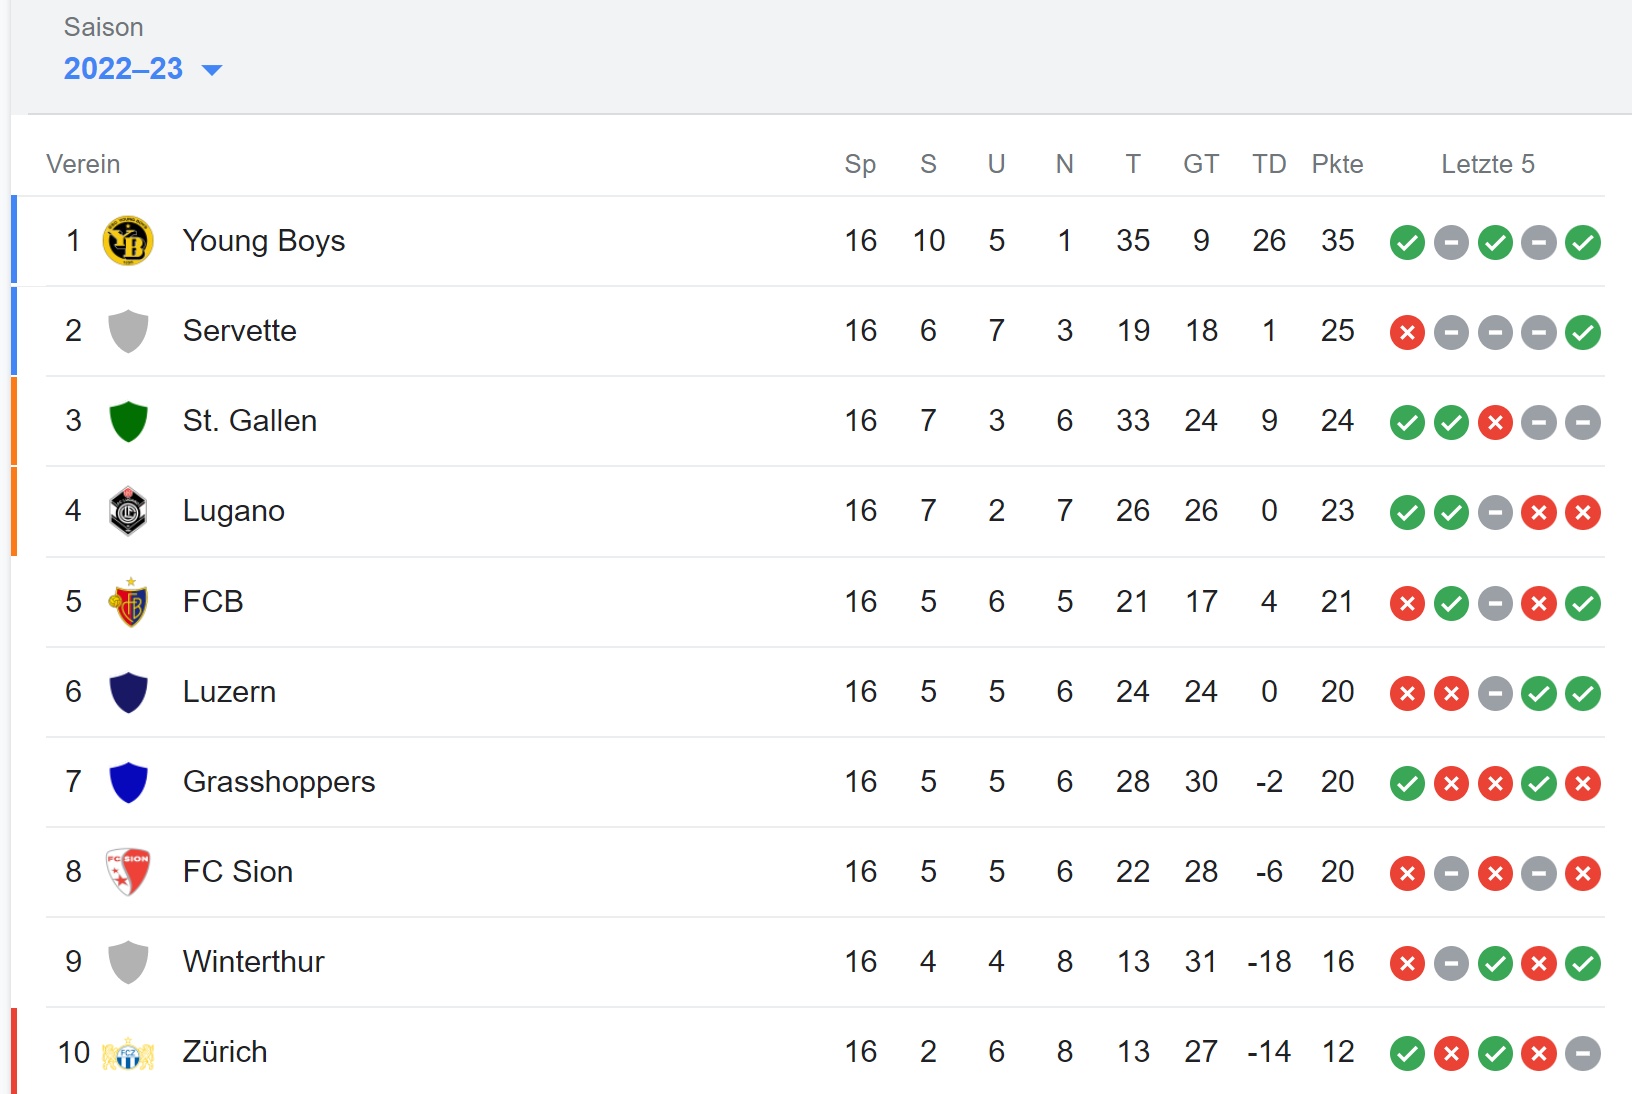 Saison
2022–23
Verein Sp S U N T GT TD Pkte Letzte 5
1 Young Boys 16 10 5 1 35 9 26 35
2 Servette 16 6 7 3 19 18 1 25
3 St. Gallen 16 7 3 6 33 24 9 24
4 Lugano 16 7 2 7 26 26 0 23
5 FCB 16 5 6 5 21 17 4 21
6 Luzern 16 5 5 6 24 24 0 20
7 Grasshoppers 16 5 5 6 28 30 -2 20
8 FC SION FC Sion 16 5 5 6 22 28 -6 20
9 Winterthur 16 4 4 8 13 31 -18 16
10 FCZ Zürich 16 2 6 8 13 27 -14 12